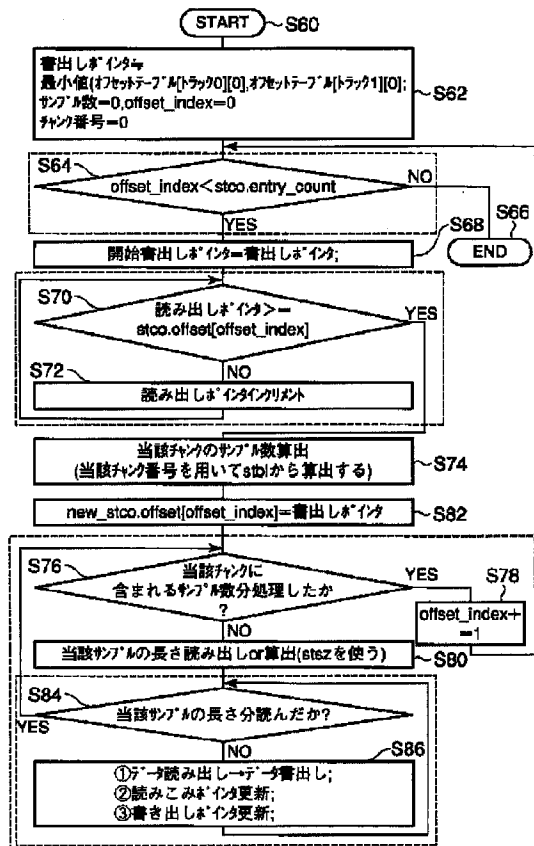 START
S60
書出しポインタ=
最小値(オフセットテーブル[トラック0][0],オフセットテーブル[トラック1][0];
サンプル数=0,offset_index=0
チャンク番号=0
S62
S64
offset_index<stco.entry_count
NO
S66
YES
S68
END
開始書出しポインタ=書出しポインタ;
S70
読み出しポインタ>=
stco.offset[offset_index]
YES
S72
NO
読み出しポインタインクリメント
当該チャンクのサンプル数算出
(当該チャンク番号を用いてstblから算出する)
S74
new_stco.offset[offset_index]=書出しポインタ
S82
S76
当該チャンクに
含まれるサンプル数分処理したか
?
YES
S78
offset_index+
=1
NO
当該サンプルの長さ読み出しor算出(stszを使う)
S80
S84
当該サンプルの長さ分読んだか?
YES
NO
S86
①データ読み出し→データ書出し;
②読みこみポインタ更新;
③書き出しポインタ更新;